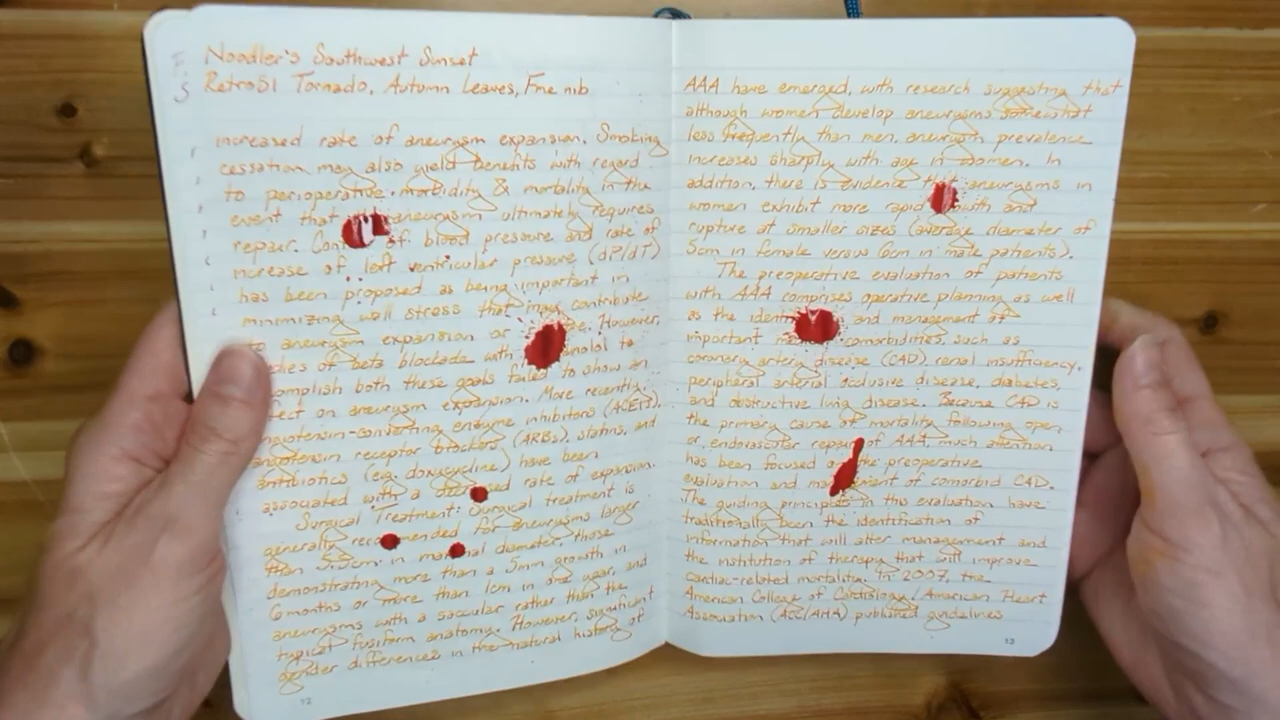 Noodler's Southwest Sunset
Retro51 Tornado, Autumn Leaves, Fine nib
increased rate of aneurysm expansion. Smoking
cessation may also yield benefits with regard
to perioperative morbidity & mortality in the
event that aneurysm ultimately requires
repair. of blood pressure and rate of
increase of left ventricular pressure (dP/dT)
has been proposed as being important in
minimizing wall stress that may contribute
to aneurysm expansion or However,
of beta blockade with to
both these goals failed to show an
on aneurysm expansion. More recently,
angiotensin-converting enzyme inhibitors (ACEIs),
angiotensin receptor blockers (ARBs), statins, and
antibiotics (e.g. doxycycline) have been
associated with a rate of expansion.
Surgical Treatment: Surgical treatment is
generally recommended for aneurysms larger
than 5.5cm in diameter, those
demonstrating more than a 5mm growth in
6 months or more than 1cm in one year, and
aneurysms with a saccular rather than the
typical fusiform anatomy. However, significant
gender differences in the natural history of
12
AAA have emerged, with research suggesting that
although women develop aneurysms somewhat
less frequently than men, aneurysm prevalence
increases sharply with age in women. In
addition, there is evidence that aneurysms in
women exhibit more rapid growth and
rupture at smaller sizes (average diameter of
5cm in female versus 6cm in male patients).
The preoperative evaluation of patients
with AAA comprises operative planning as well
as the and management of
important comorbidities, such as
coronary artery disease (CAD), renal insufficiency,
peripheral arterial occlusive disease, diabetes,
and obstructive lung disease. Because CAD is
the primary cause of mortality following open
or endovascular repair of AAA, much attention
has been focused on the preoperative
evaluation and of comorbid CAD.
The guiding principles in this evaluation have
traditionally been the identification of
information that will alter management and
the institution of therapy that will improve
cardiac-related mortality. In 2007, the
American College of Cardiology/American Heart
Association (ACC/AHA) published guidelines
13